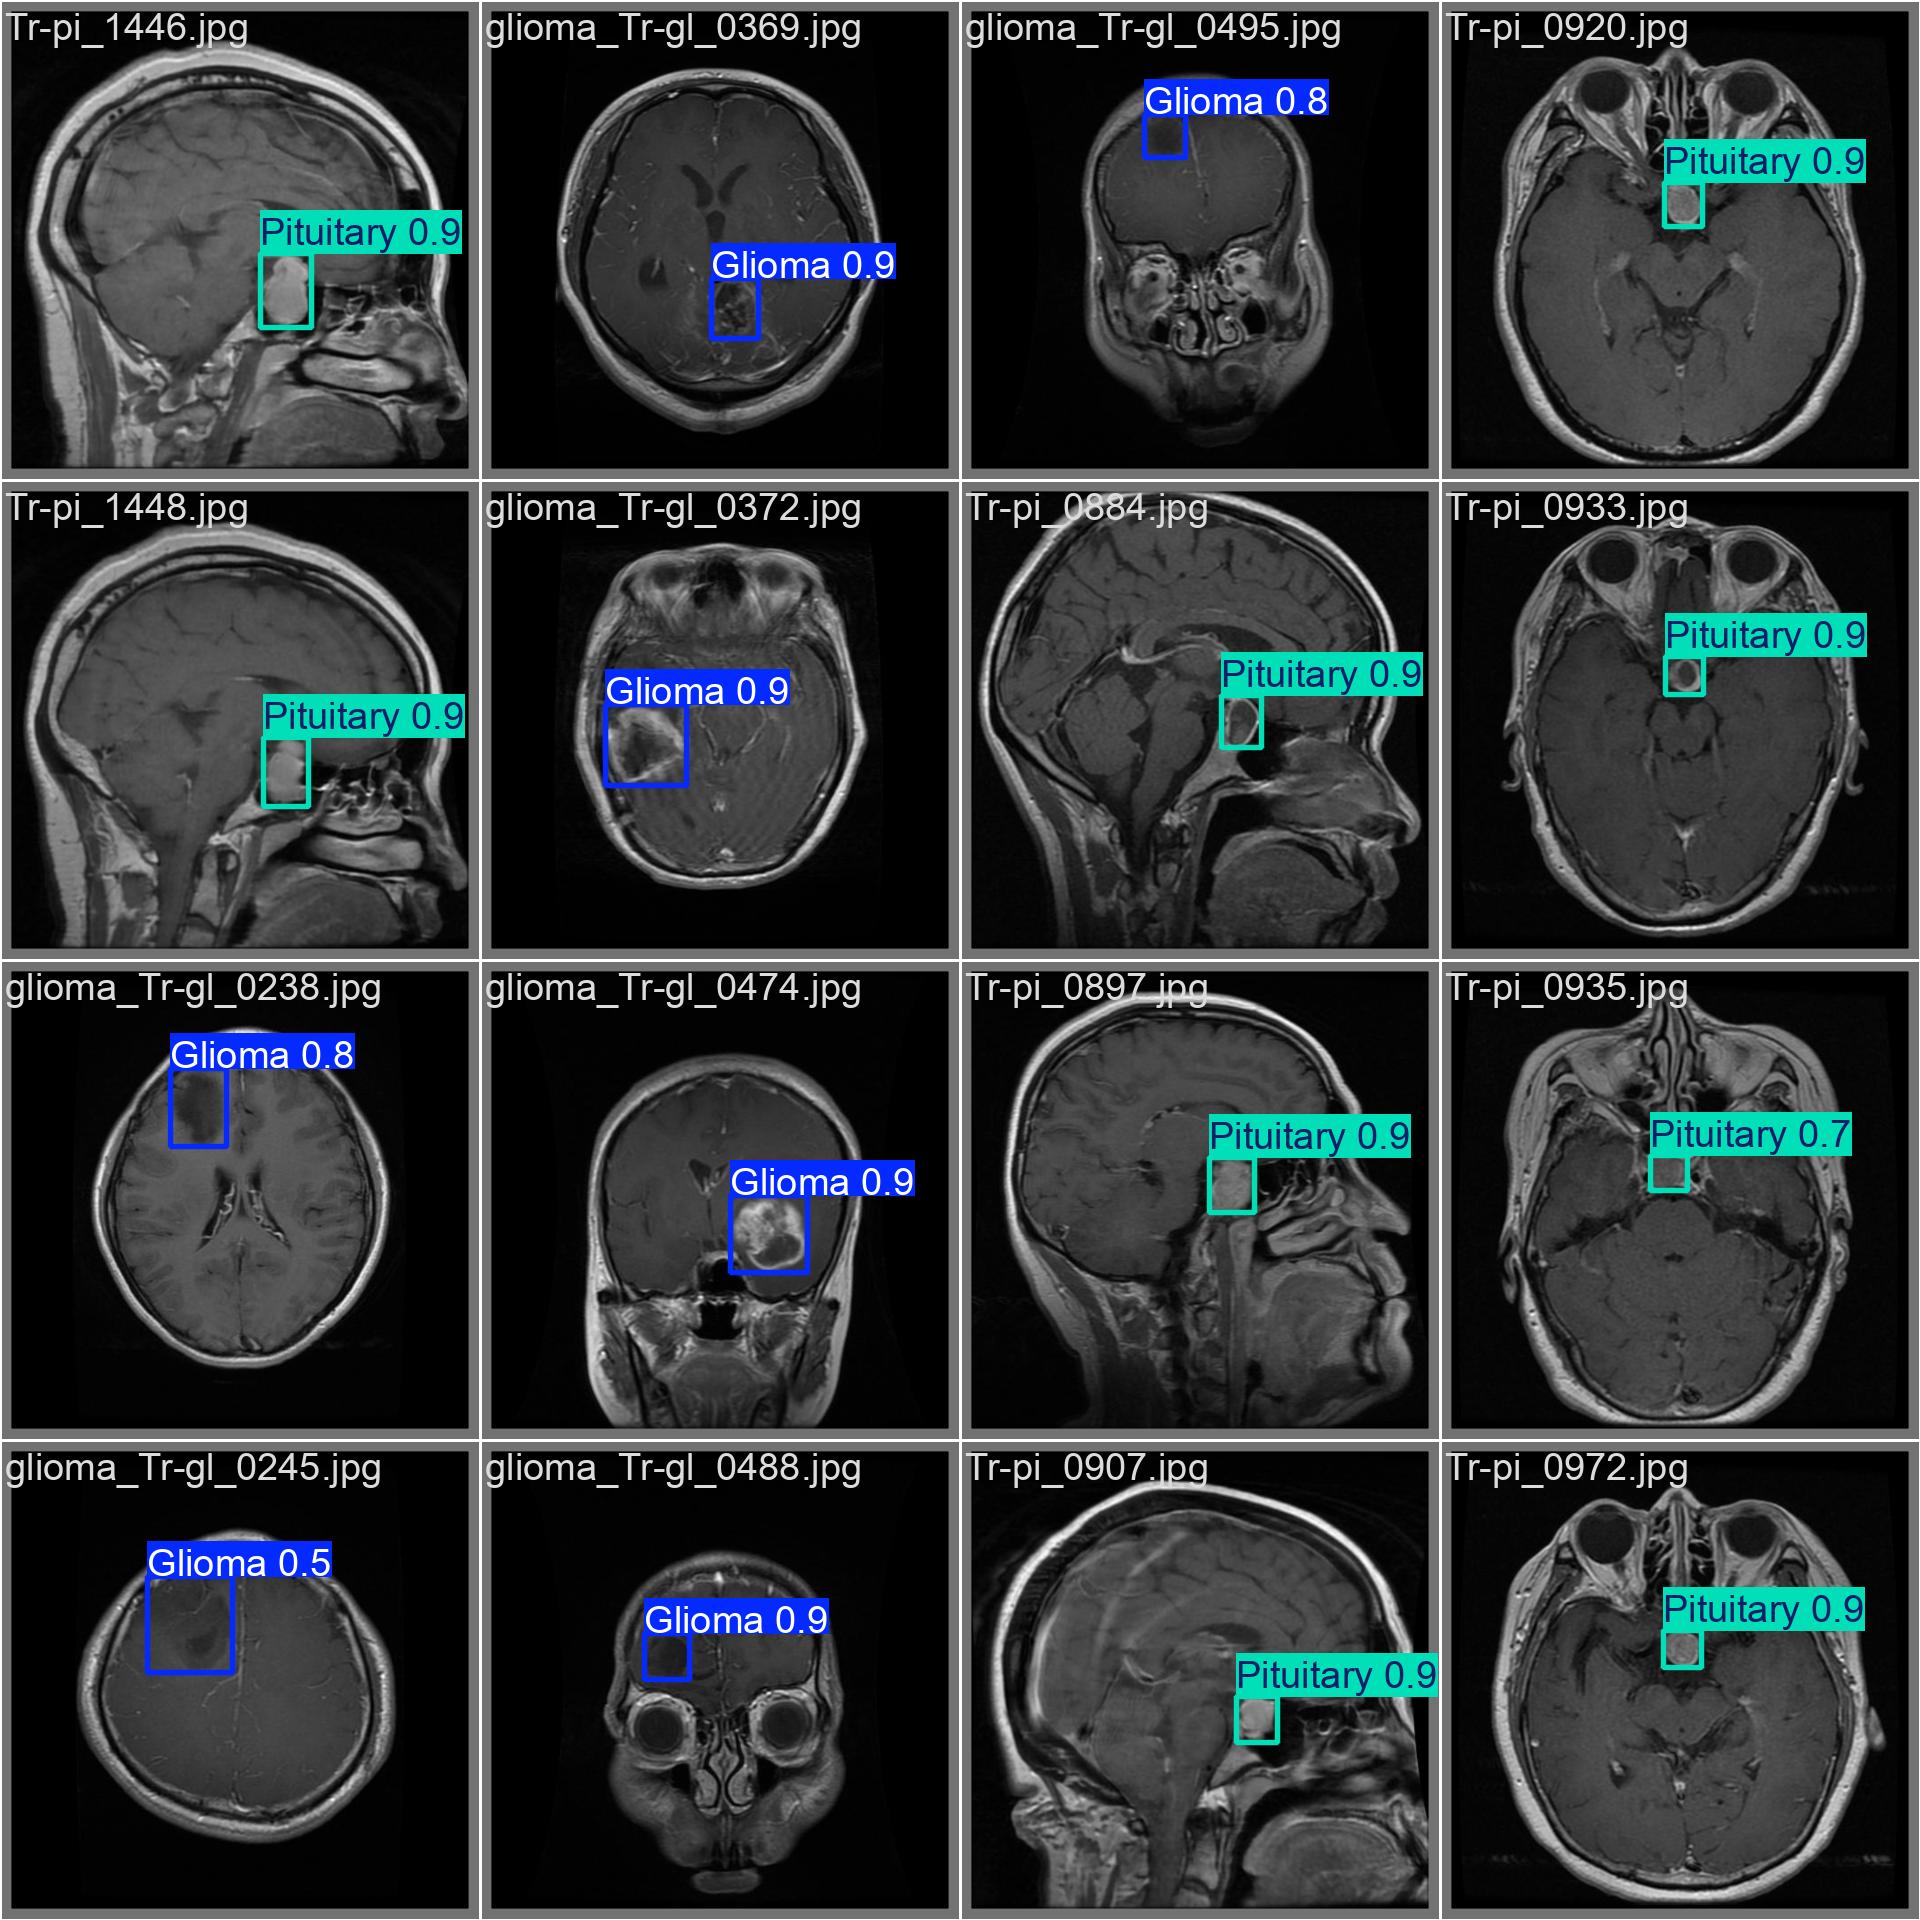 Tr-pi_1446.jpg
Pituitary 0.9
glioma_Tr-gl_0369.jpg
Glioma 0.9
glioma_Tr-gl_0495.jpg
Glioma 0.8
Tr-pi_0920.jpg
Pituitary 0.9
Tr-pi_1448.jpg
Pituitary 0.9
glioma_Tr-gl_0372.jpg
Glioma 0.9
Tr-pi_0884.jpg
Pituitary 0.9
Tr-pi_0933.jpg
Pituitary 0.9
glioma_Tr-gl_0238.jpg
Glioma 0.8
glioma_Tr-gl_0474.jpg
Glioma 0.9
Tr-pi_0897.jpg
Pituitary 0.9
Tr-pi_0935.jpg
Pituitary 0.7
glioma_Tr-gl_0245.jpg
Glioma 0.5
glioma_Tr-gl_0488.jpg
Glioma 0.9
Tr-pi_0907.jpg
Pituitary 0.9
Tr-pi_0972.jpg
Pituitary 0.9